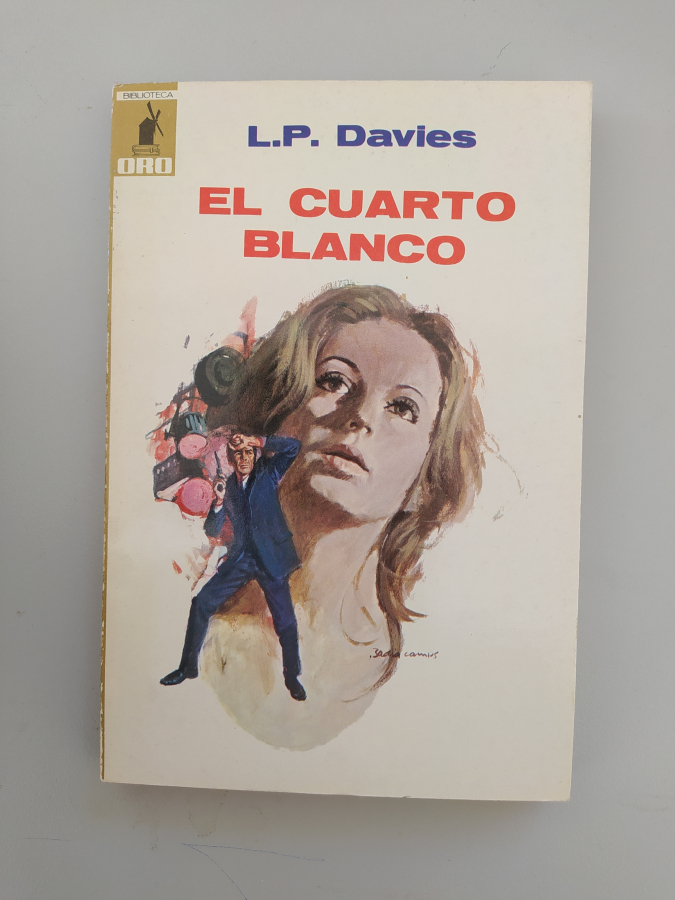 BIBLIOTECA
ORO
L.P. Davies
EL CUARTO
BLANCO